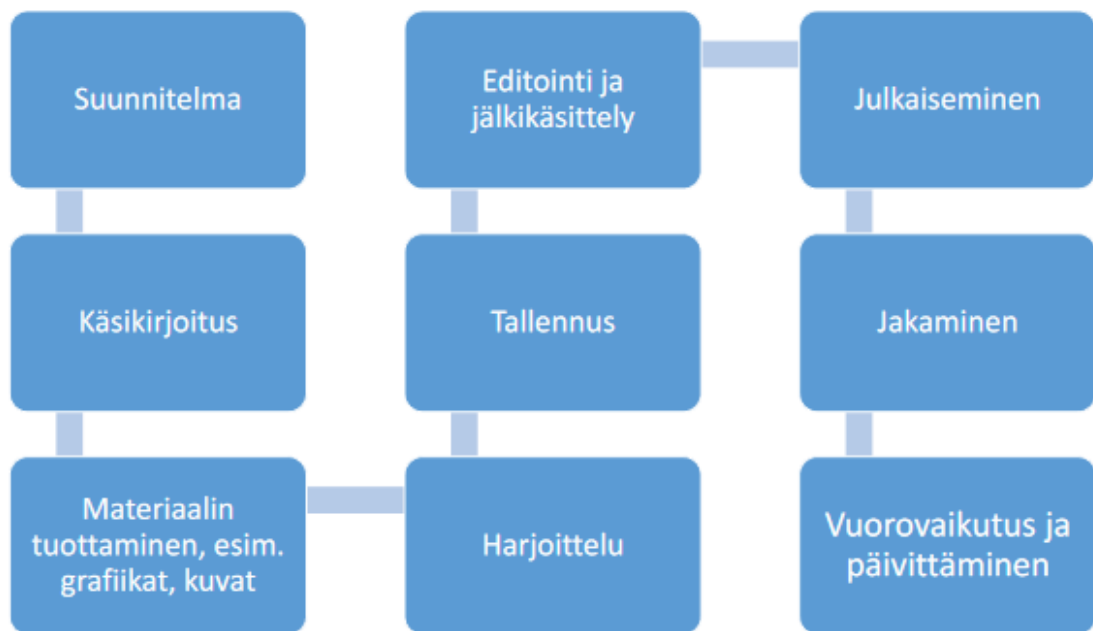 Suunnitelma
Käsikirjoitus
Materiaalin
tuottaminen, esim.
grafiikat, kuvat
Harjoittelu
Tallennus
Editointi ja
jälkikäsittely
Julkaiseminen
Jakaminen
Vuorovaikutus ja
päivittäminen